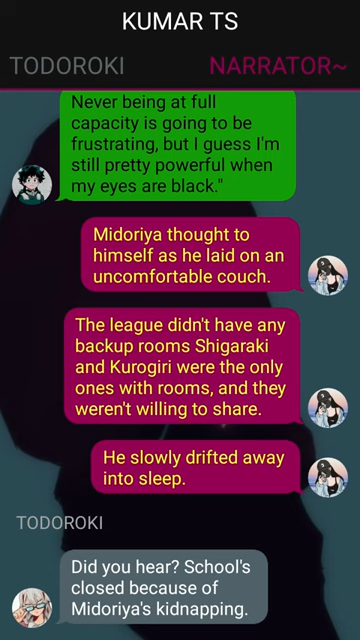 KUMAR TS
TODOROKI
NARRATOR~
Never being at full
capacity is going to be
frustrating, but I guess I'm
still pretty powerful when
my eyes are black."
Midoriya thought to
himself as he laid on an
uncomfortable couch.
The league didn't have any
backup rooms Shigaraki
and Kurogiri were the only
ones with rooms, and they
weren't willing to share.
He slowly drifted away
into sleep.
TODOROKI
Did you hear? School's
closed because of
Midoriya's kidnapping.